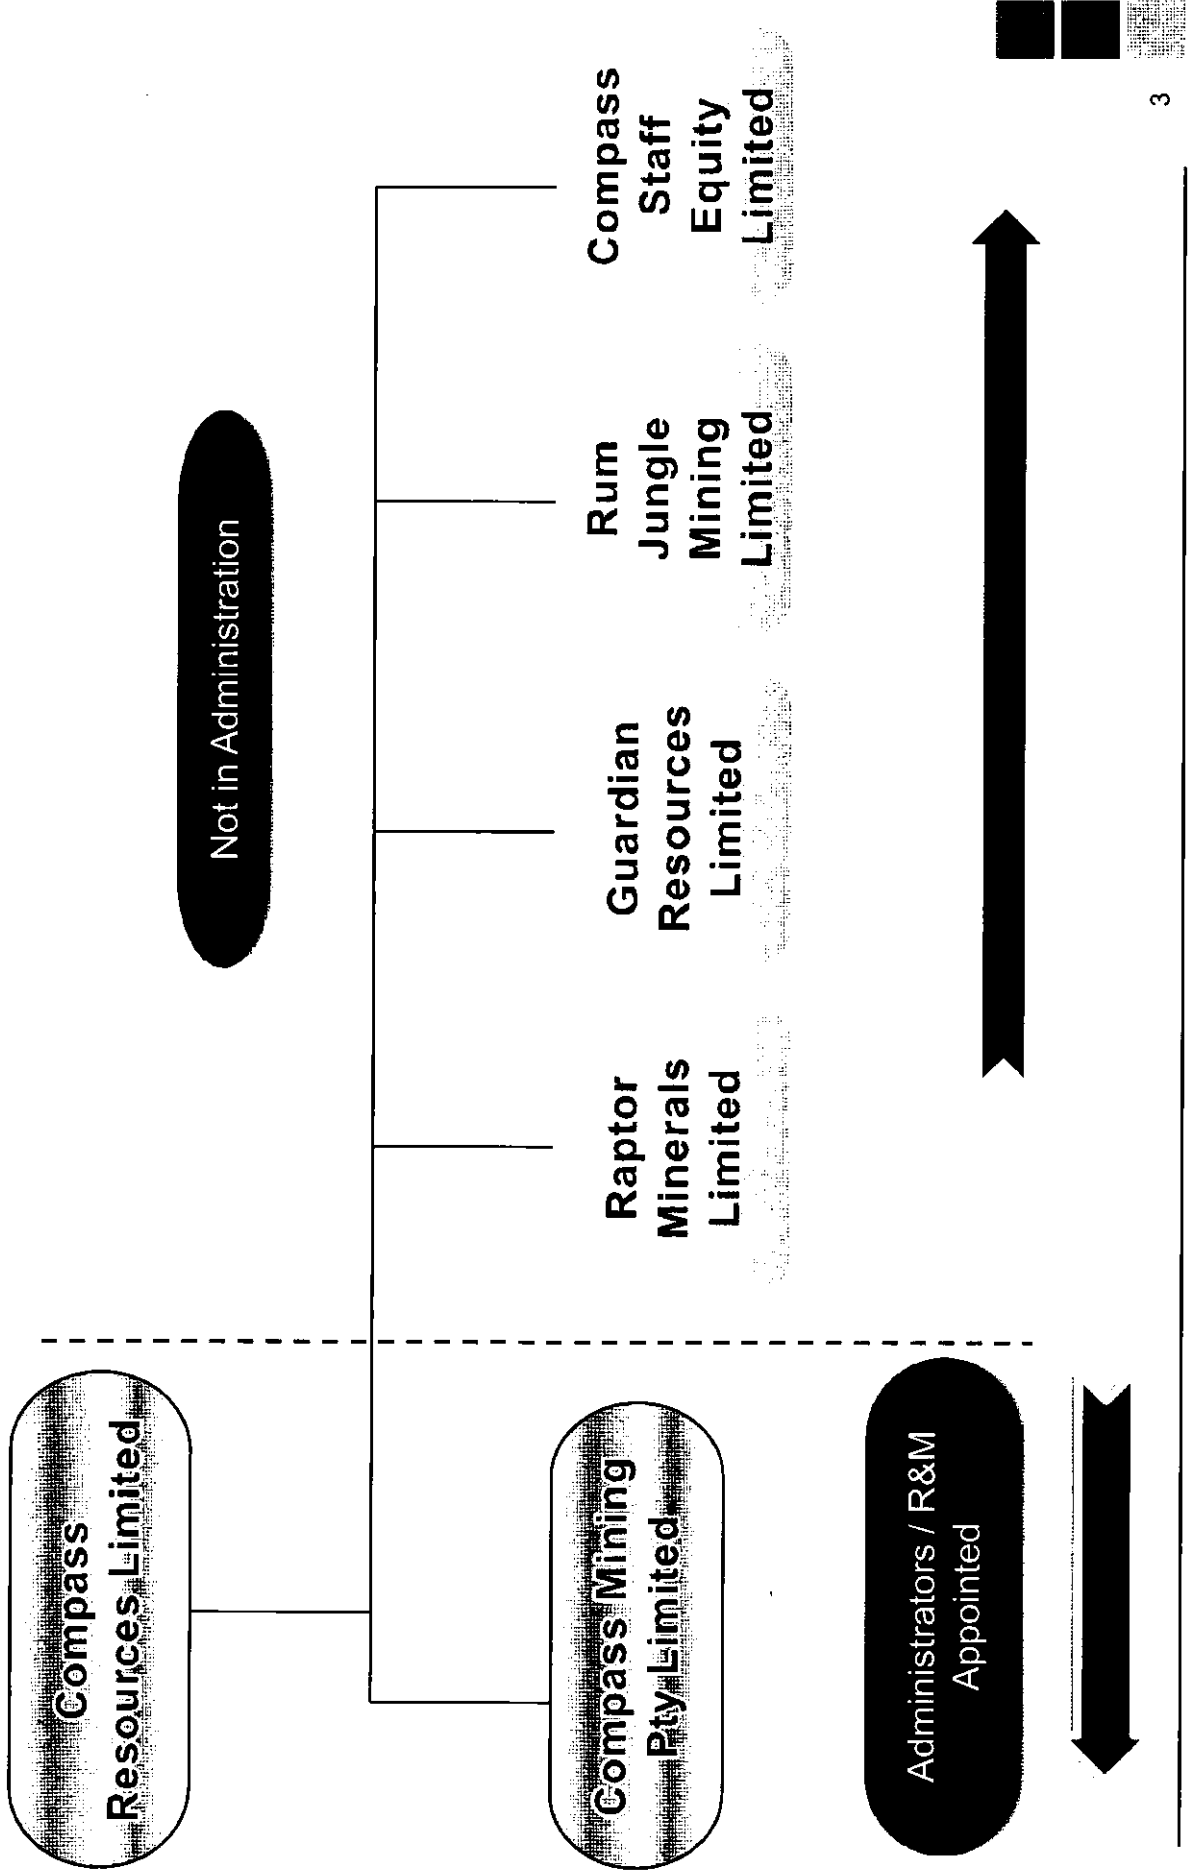 Compass
Resources Limited
Not in Administration
Compass Mining
Pty Limited
Raptor
Minerals
Limited
Guardian
Resources
Limited
Rum
Jungle
Mining
Limited
Compass
Staff
Equity
Limited
Administrators / R&M
Appointed
3